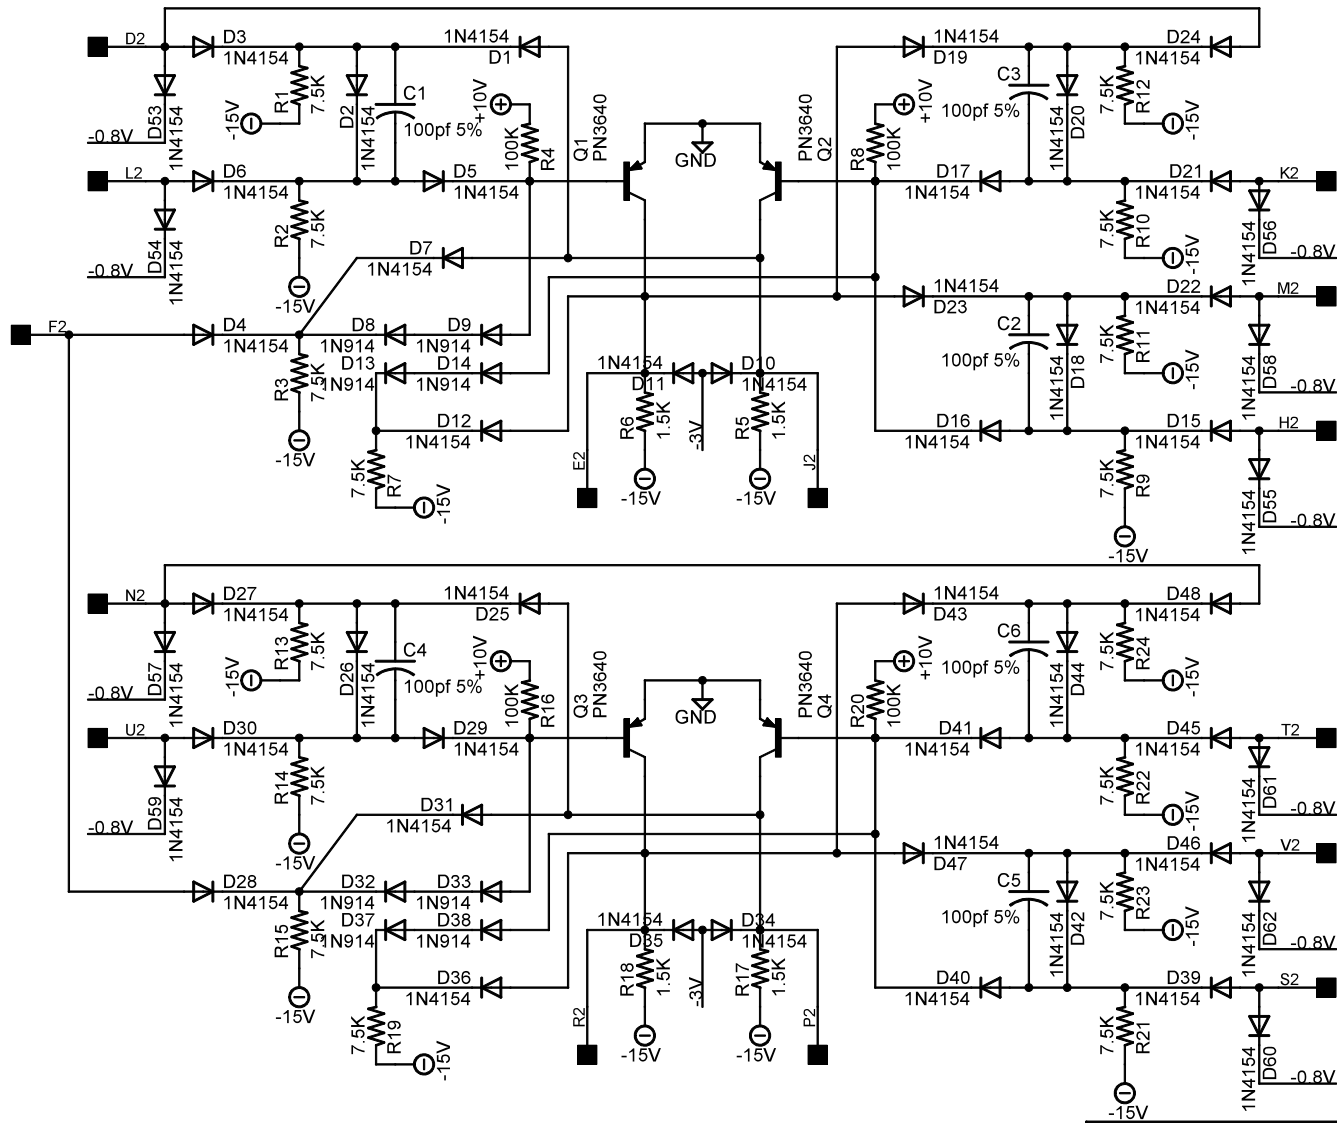 D2
D3
1N4154
1N4154
D1
1N4154
D19
D24
1N4154
D53
1N4154
-0.8V
R1
7.5K
-15V
D2
1N4154
C1
100pf 5%
+10V
100K
R4
Q1
PN3640
GND
PN3640
Q2
+10V
R8
100K
C3
100pf 5%
1N4154
D20
7.5K
R12
-15V
L2
D6
1N4154
D5
1N4154
D17
1N4154
D21
1N4154
K2
D54
1N4154
-0.8V
R2
7.5K
-15V
D7
1N4154
7.5K
R10
-15V
1N4154
D56
-0.8V
1N4154
D23
D22
1N4154
M2
F2
D4
1N4154
D8
1N914
D9
1N914
C2
100pf 5%
1N4154
D18
7.5K
R11
-15V
1N4154
D58
-0.8V
R3
7.5K
-15V
D13
1N914
D14
1N914
1N4154
D11
D10
1N4154
D12
1N4154
R6
1.5K
-3V
R5
1.5K
D16
1N4154
D15
1N4154
H2
7.5K
R7
-15V
E2
-15V
-15V
J2
7.5K
R9
-15V
1N4154
D55
-0.8V
N2
D27
1N4154
1N4154
D25
1N4154
D43
D48
1N4154
D57
1N4154
-0.8V
R13
7.5K
-15V
D26
1N4154
C4
100pf 5%
+10V
100K
R16
Q3
PN3640
GND
PN3640
Q4
+10V
R20
100K
C6
100pf 5%
1N4154
D44
7.5K
R24
-15V
U2
D30
1N4154
D29
1N4154
D41
1N4154
D45
1N4154
T2
D59
1N4154
-0.8V
R14
7.5K
-15V
D31
1N4154
7.5K
R22
-15V
1N4154
D61
-0.8V
1N4154
D47
D46
1N4154
V2
D28
1N4154
D32
1N914
D33
1N914
C5
100pf 5%
1N4154
D42
7.5K
R23
-15V
1N4154
D62
-0.8V
R15
7.5K
-15V
D37
1N914
D38
1N914
1N4154
D35
D34
1N4154
D36
1N4154
R18
1.5K
-3V
R17
1.5K
D40
1N4154
D39
1N4154
S2
7.5K
R19
-15V
R2
-15V
-15V
P2
7.5K
R21
-15V
1N4154
D60
-0.8V